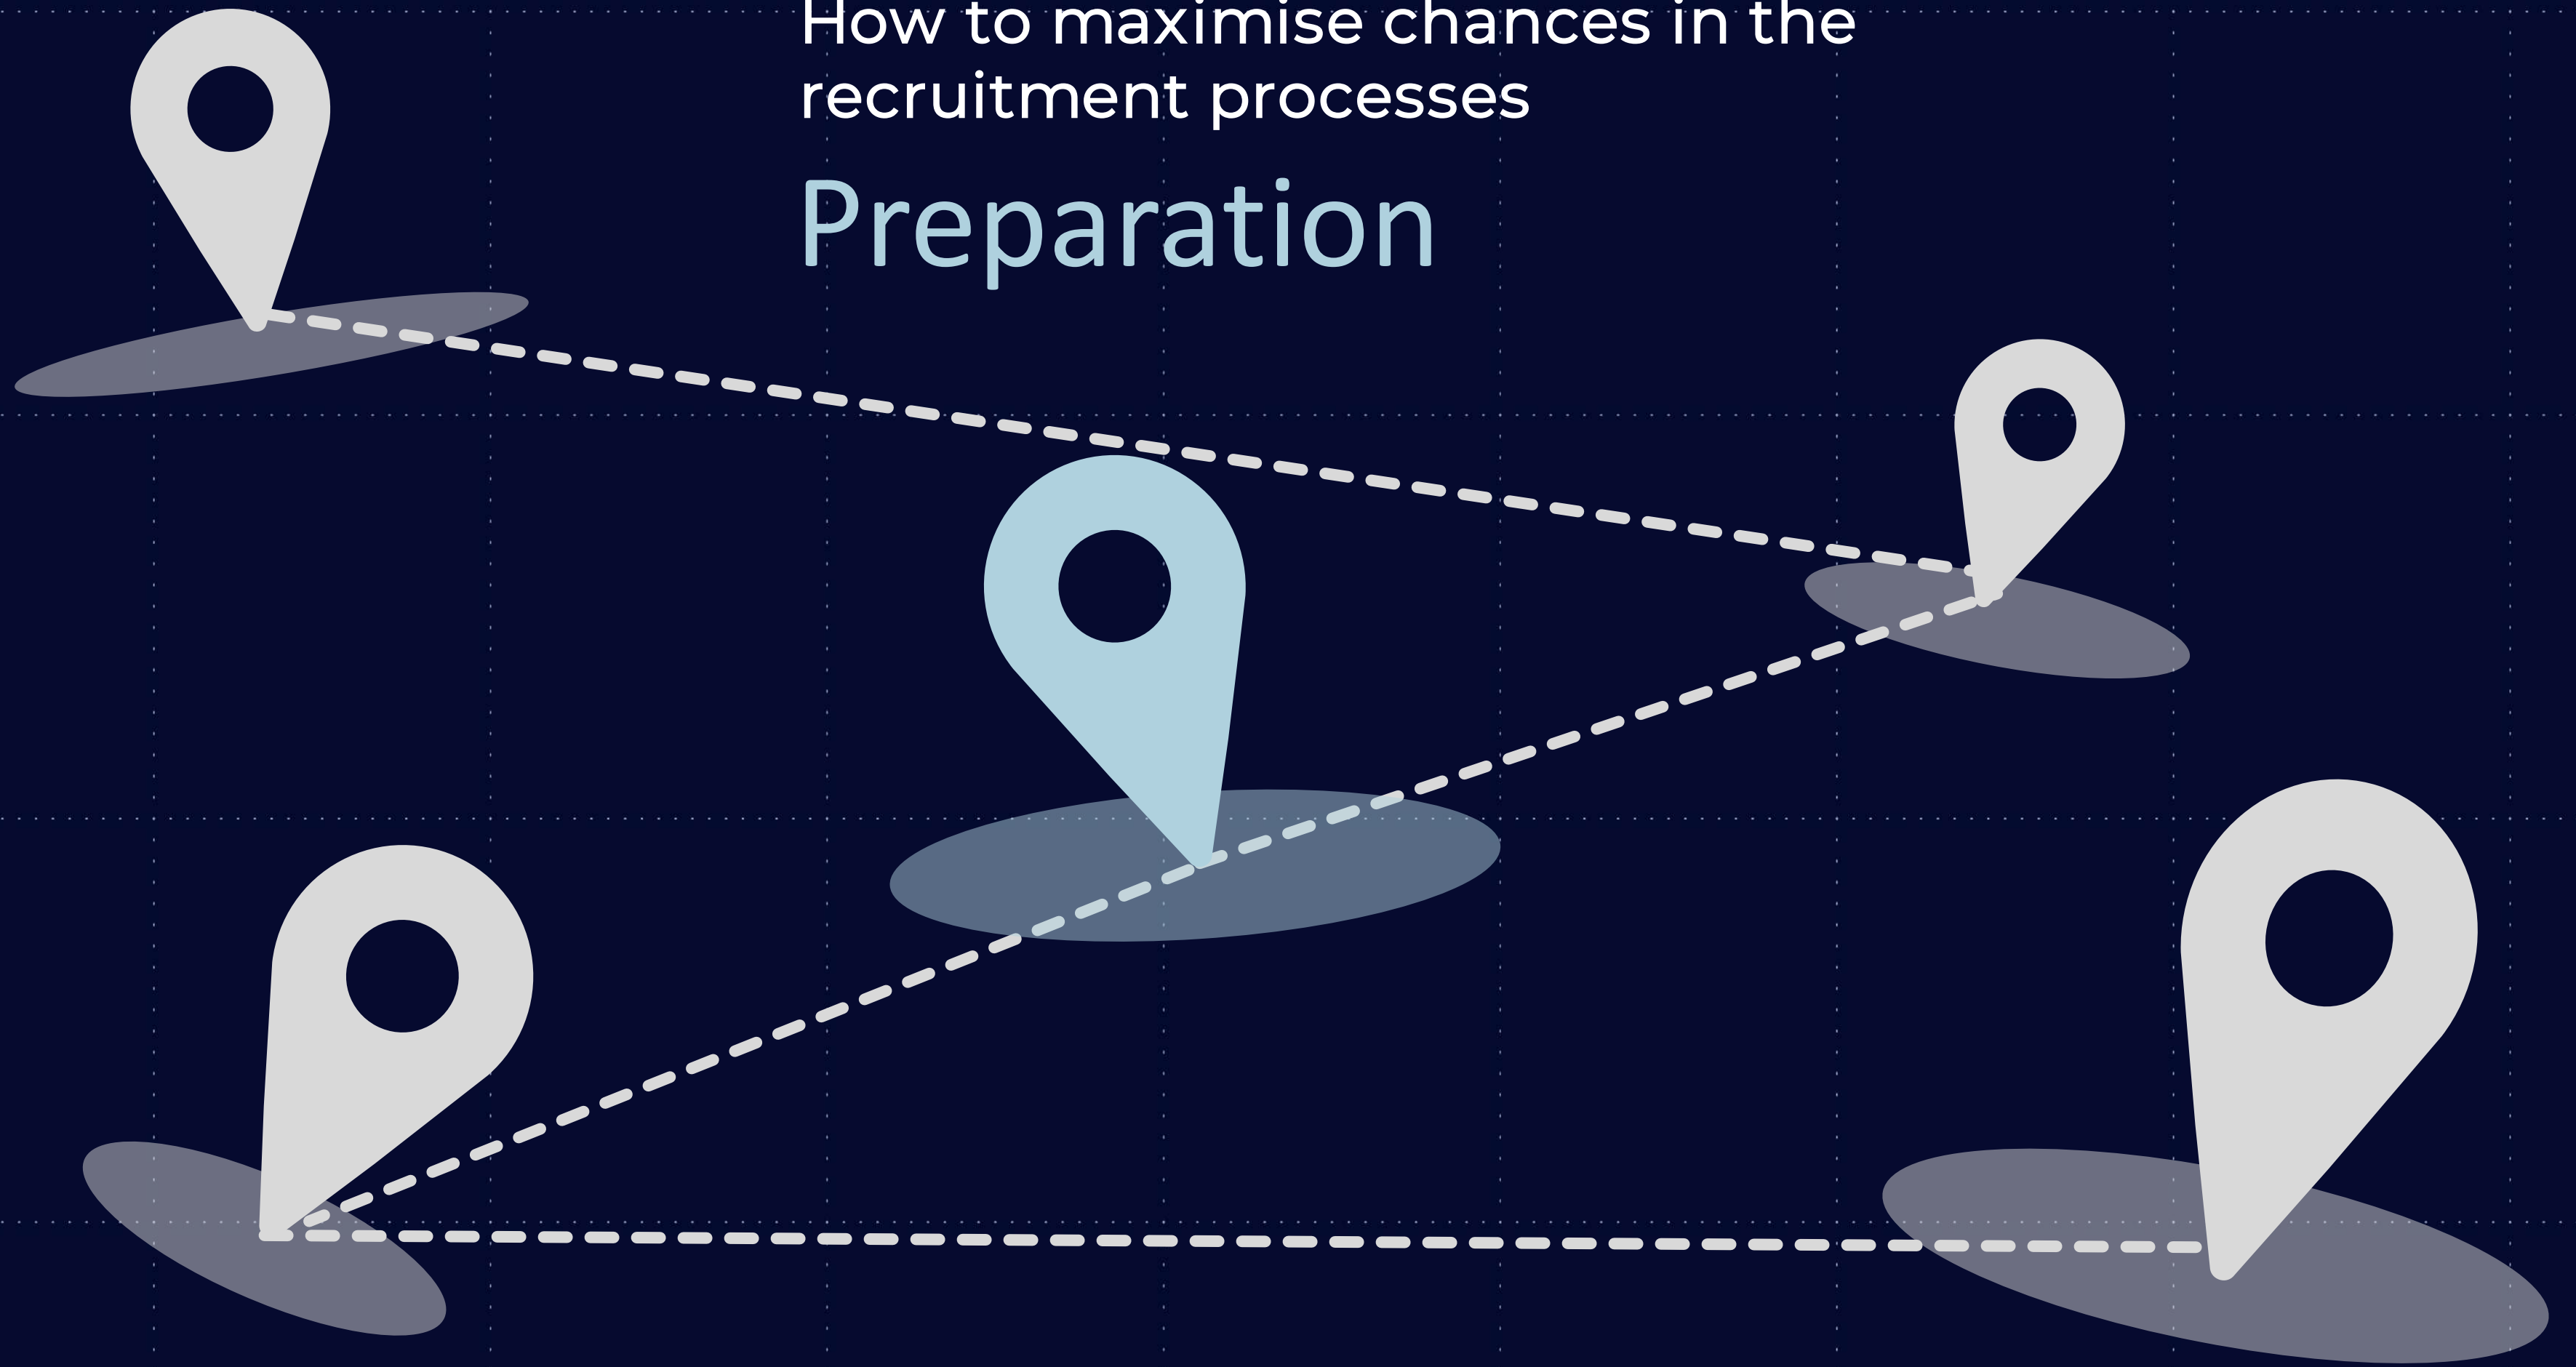 How to maximise chances in the
recruitment processes
Preparation